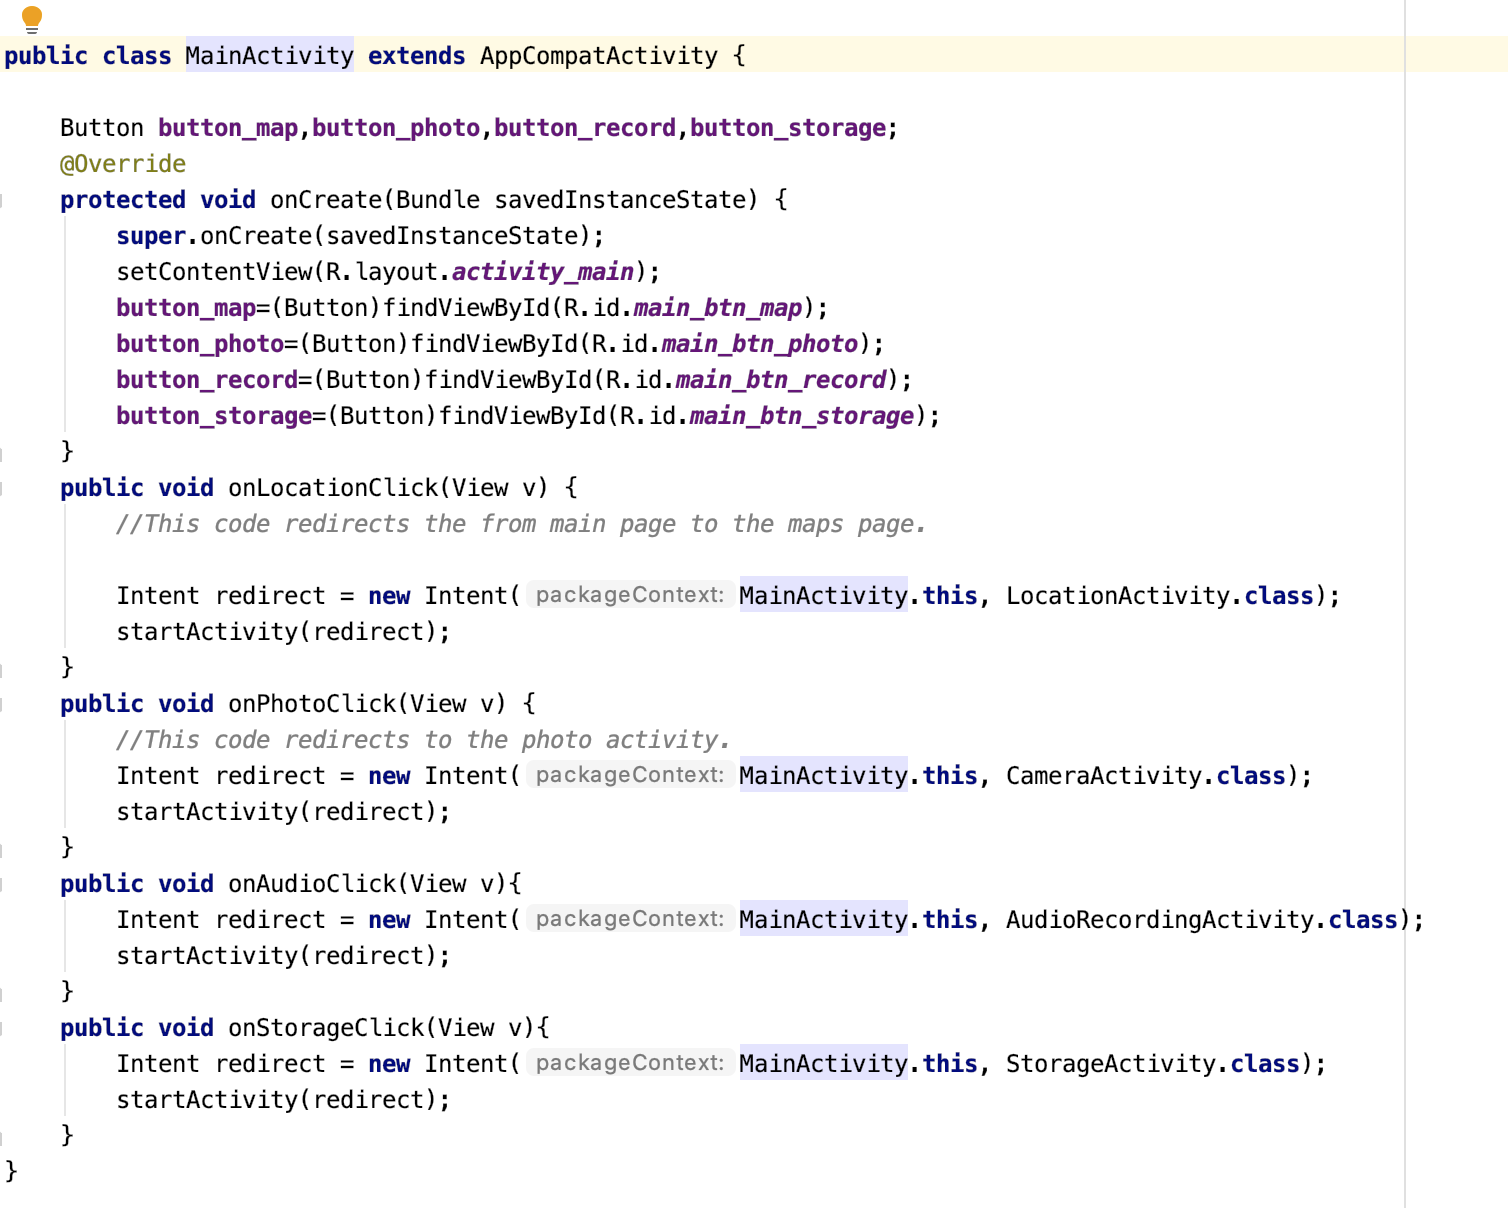 public class MainActivity extends AppCompatActivity {
Button button_map,button_photo,button_record,button_storage;
@Override
protected void onCreate(Bundle savedInstanceState) {
super.onCreate(savedInstanceState);
setContentView(R.layout.activity_main);
button_map=(Button)findViewById(R.id.main_btn_map);
button_photo=(Button)findViewById(R.id.main_btn_photo);
button_record=(Button)findViewById(R.id.main_btn_record);
button_storage=(Button)findViewById(R.id.main_btn_storage);
}
public void onLocationClick(View v) {
//This code redirects the from main page to the maps page.
Intent redirect = new Intent( packageContext: MainActivity.this, LocationActivity.class);
startActivity(redirect);
}
public void onPhotoClick(View v) {
//This code redirects to the photo activity.
Intent redirect = new Intent( packageContext: MainActivity.this, CameraActivity.class);
startActivity(redirect);
}
public void onAudioClick(View v){
Intent redirect = new Intent( packageContext: MainActivity.this, AudioRecordingActivity.class);
startActivity(redirect);
}
public void onStorageClick(View v){
Intent redirect = new Intent( packageContext: MainActivity.this, StorageActivity.class);
startActivity(redirect);
}
}